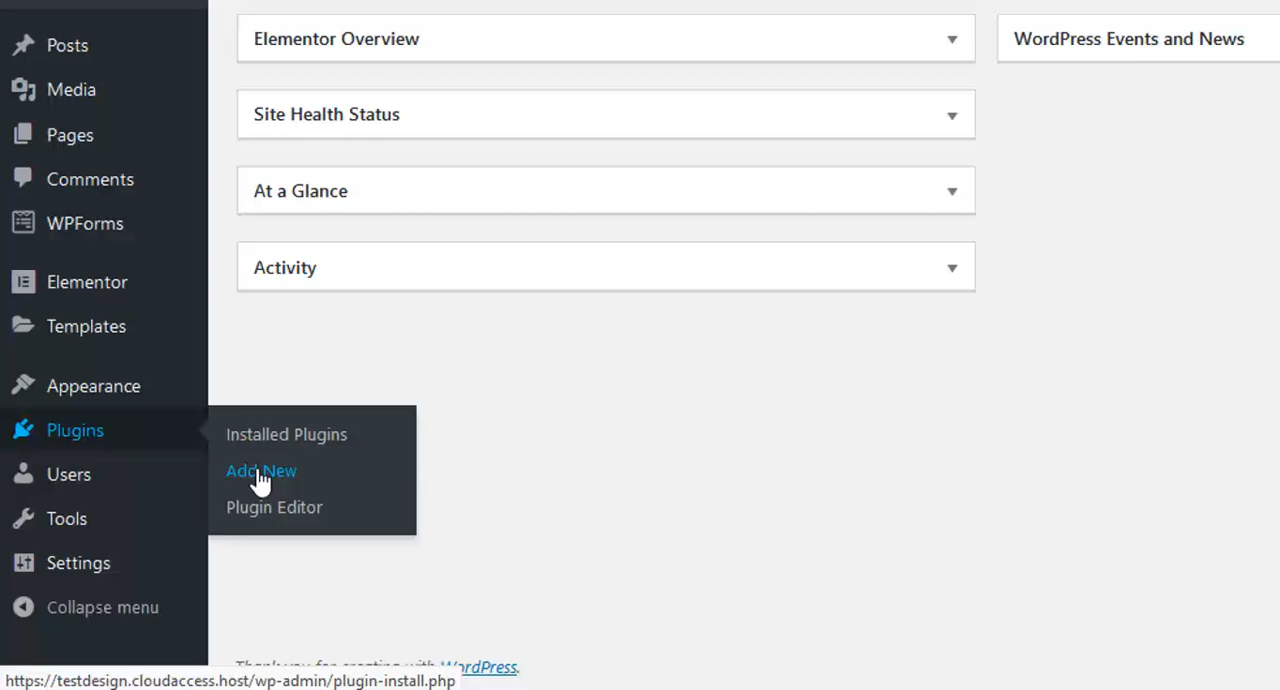 Posts
Media
Pages
Comments
WPForms
Elementor
Templates
Appearance
Plugins
Users
Tools
Settings
Collapse menu
Installed Plugins
Add New
Plugin Editor
Elementor Overview
Site Health Status
At a Glance
Activity
WordPress Events and News
Thank you for creating with WordPress.
https://testdesign.cloudaccess.host/wp-admin/plugin-install.php